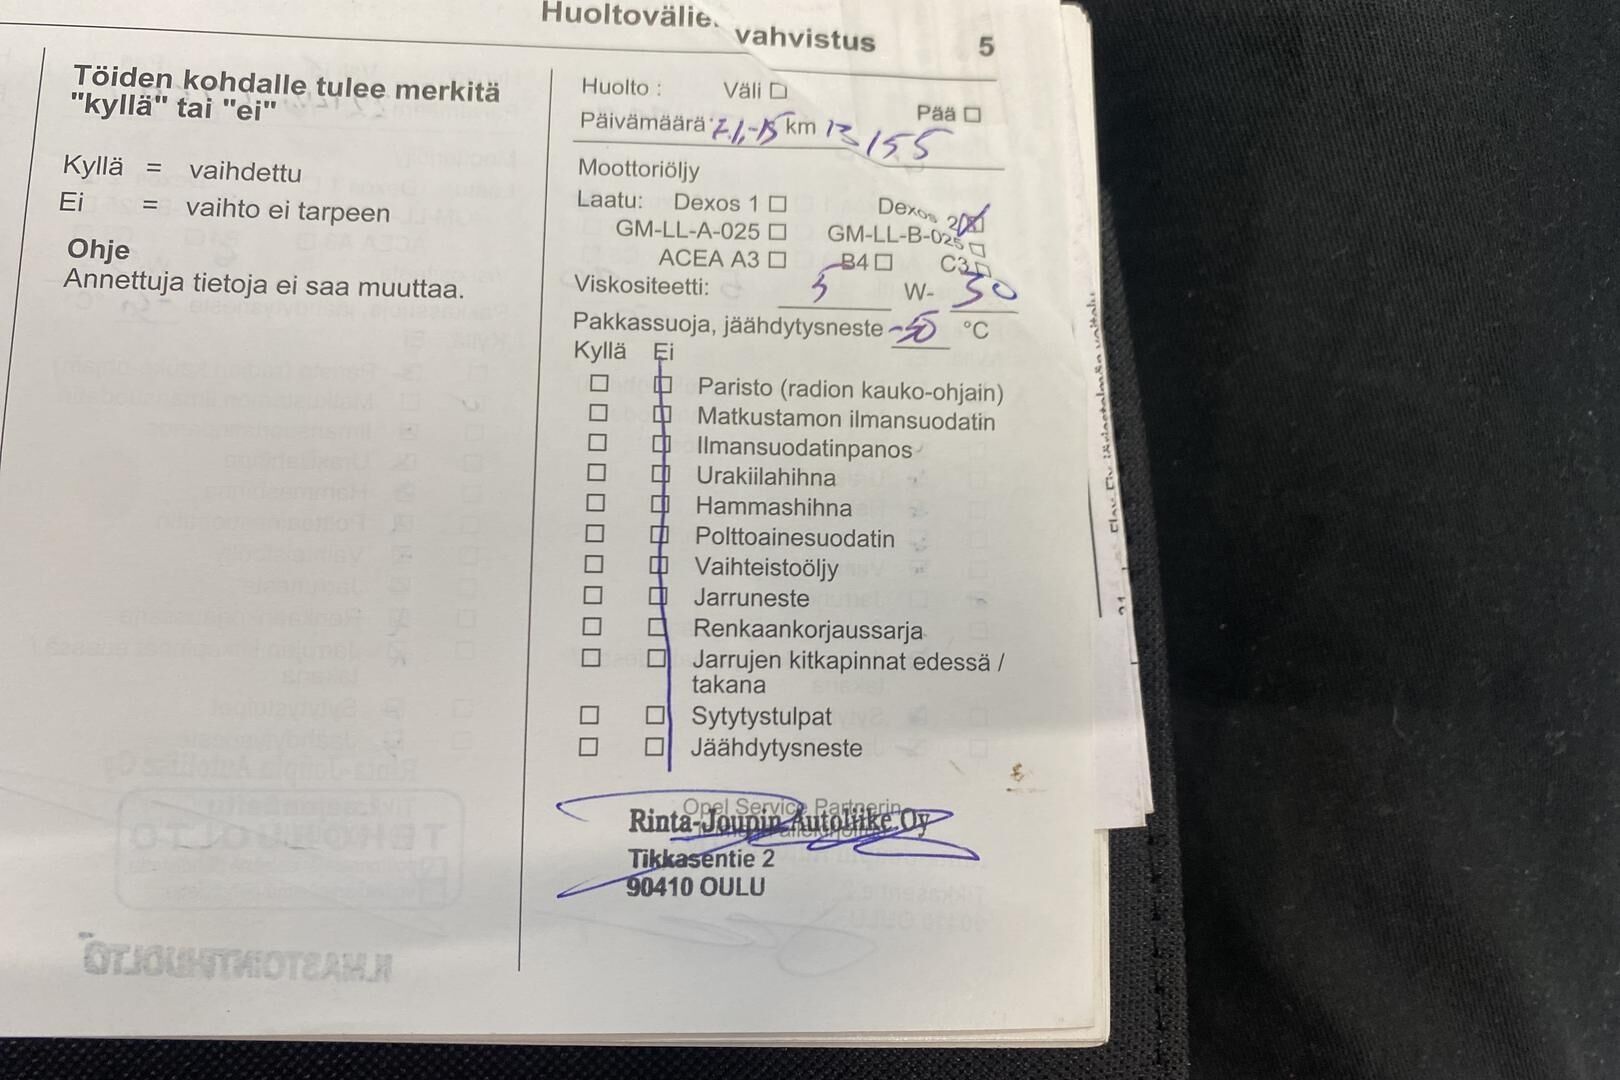 Huoltovälie.
vahvistus 5
Töiden kohdalle tulee merkitä
"kyllä" tai "ei"
Kyllä = vaihdettu
Ei = vaihto ei tarpeen
Ohje
Annettuja tietoja ei saa muuttaa.
Huolto : Väli ☐ Pää ☐
Päivämäärä 7.1.-15 km 13155
Moottoriöljy
Laatu: Dexos 1 ☐ Dexos 2 ☒
GM-LL-A-025 ☐ GM-LL-B-025 ☐
ACEA A3 ☐ B4 ☐ C3 ☐
Viskositeetti: 5 W- 30
Pakkassuoja, jäähdytysneste -50 °C
Kyllä Ei
☐ ☐ Paristo (radion kauko-ohjain)
☐ ☐ Matkustamon ilmansuodatin
☐ ☐ Ilmansuodatinpanos
☐ ☐ Urakiilahihna
☐ ☐ Hammashihna
☐ ☐ Polttoainesuodatin
☐ ☐ Vaihteistoöljy
☐ ☐ Jarruneste
☐ ☐ Renkaankorjaussarja
☐ ☐ Jarrujen kitkapinnat edessä /
takana
☐ ☐ Sytytystulpat
☐ ☐ Jäähdytysneste
Opel Service Partnerin
Rinta-Joupin Autoliike Oy
Tikkasentie 2
90410 OULU
ILMASTOINTIHUOLTO